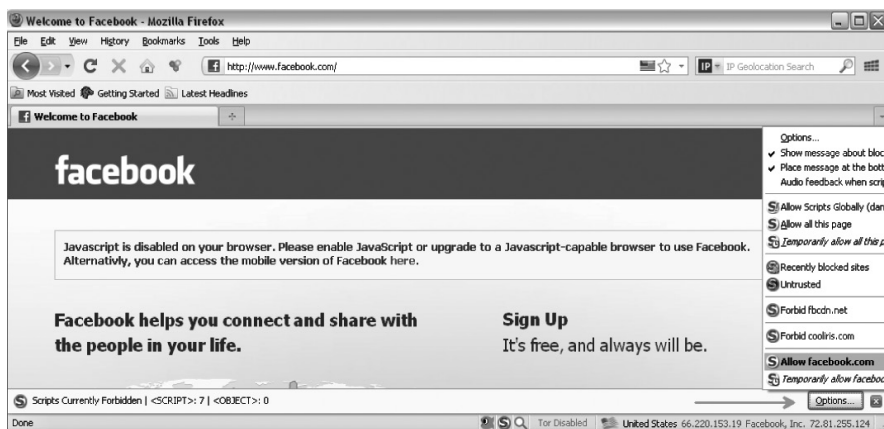 Welcome to Facebook - Mozilla Firefox
File Edit View History Bookmarks Tools Help
http://www.facebook.com/ IP IP Geolocation Search
Most Visited Getting Started Latest Headlines
Welcome to Facebook
facebook
Javascript is disabled on your browser. Please enable JavaScript or upgrade to a Javascript-capable browser to use Facebook.
Alternativly, you can access the mobile version of Facebook here.
Facebook helps you connect and share with
the people in your life.
Sign Up
It's free, and always will be.
Options...
Show message about bloc
Place message at the bott
Audio feedback when scrip
Allow Scripts Globally (dan
Allow all this page
Temporarily allow all this p
Recently blocked sites
Untrusted
Forbid fbcdn.net
Forbid cooliris.com
Allow facebook.com
Temporarily allow faceboo
Scripts Currently Forbidden | <SCRIPT>: 7 | <OBJECT>: 0 Options...
Done Tor Disabled United States 66.220.153.19 Facebook, Inc. 72.81.255.124